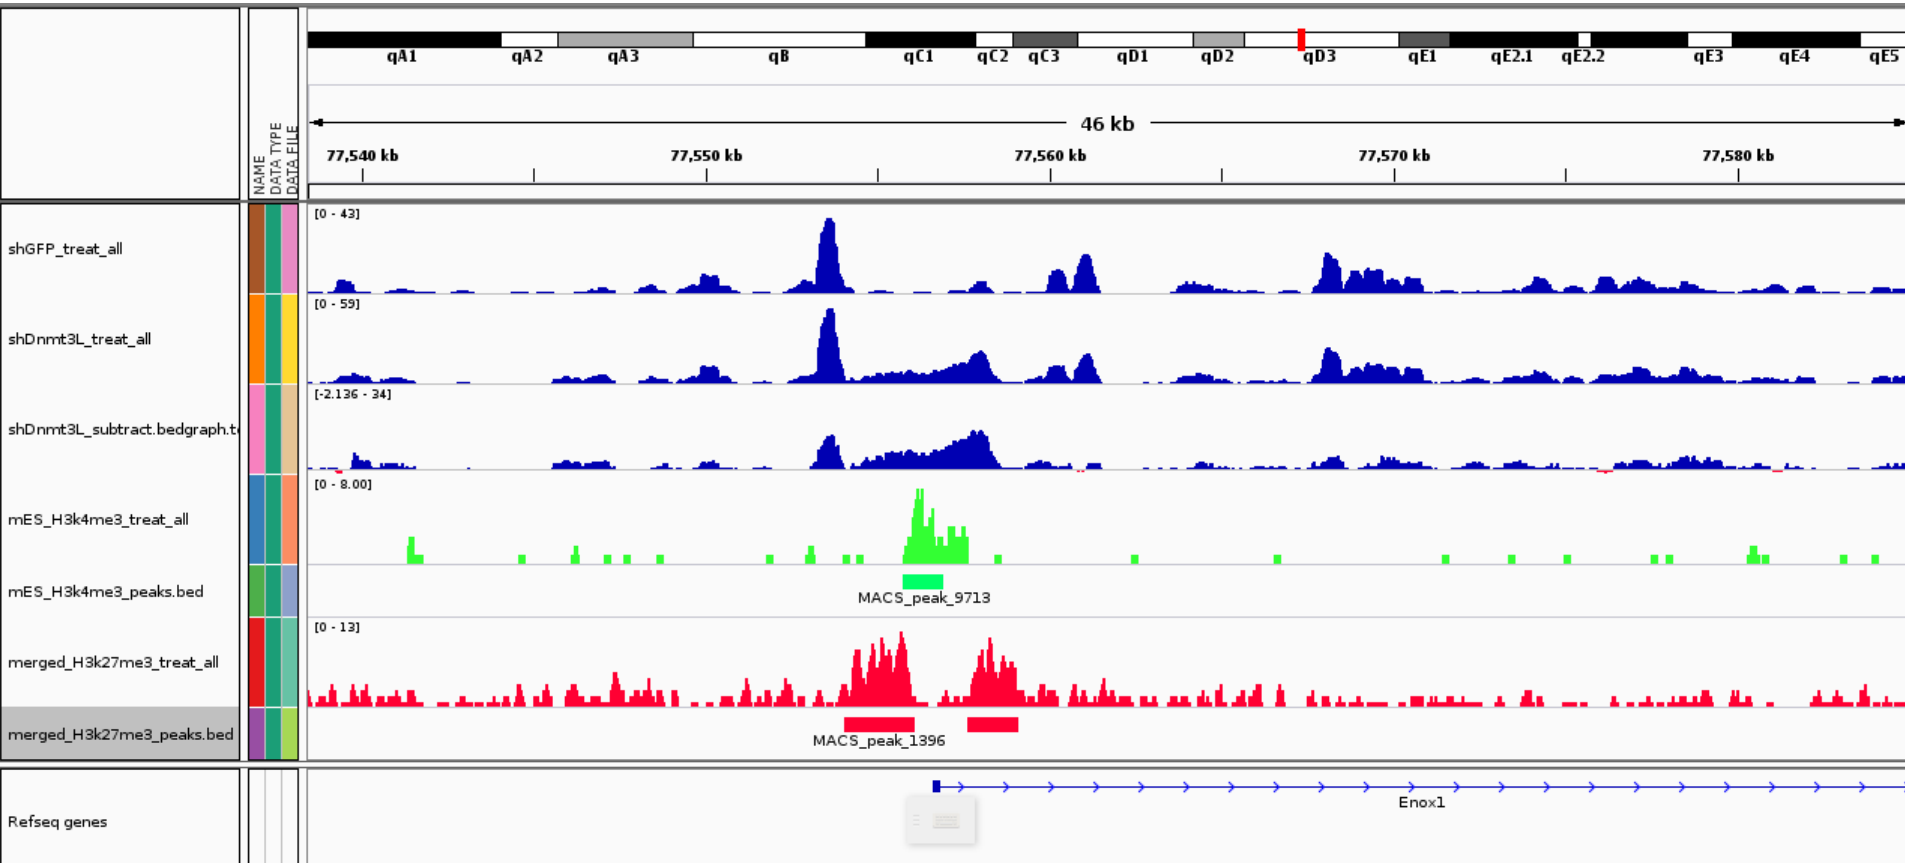 qA1 qA2 qA3 qB qC1 qC2 qC3 qD1 qD2 qD3 qE1 qE2.1 qE2.2 qE3 qE4 qE5
46 kb
77,540 kb 77,550 kb 77,560 kb 77,570 kb 77,580 kb
NAME
DATA TYPE
DATA FILE
[0 - 43]
shGFP_treat_all
[0 - 59]
shDnmt3L_treat_all
[-2.136 - 34]
shDnmt3L_subtract.bedgraph.t
[0 - 8.00]
mES_H3k4me3_treat_all
mES_H3k4me3_peaks.bed
MACS_peak_9713
[0 - 13]
merged_H3k27me3_treat_all
merged_H3k27me3_peaks.bed
MACS_peak_1396
Enox1
Refseq genes